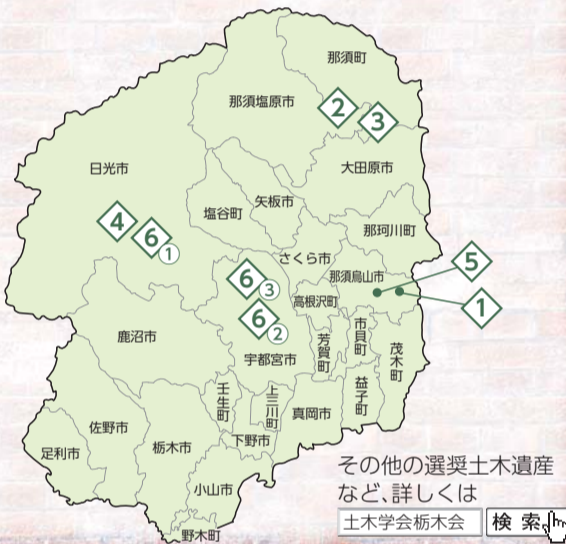 那須町
那須塩原市
2
3
日光市
大田原市
矢板市
塩谷町
那珂川町
4
6
①
さくら市
5
那須烏山市
6
③
高根沢町
1
6
②
鹿沼市
宇都宮市
芳賀町
市貝町
茂木町
壬生町
上三川町
真岡市
益子町
佐野市
栃木市
下野市
足利市
小山市
野木町
その他の選奨土木遺産
など、詳しくは
土木学会栃木会 検索